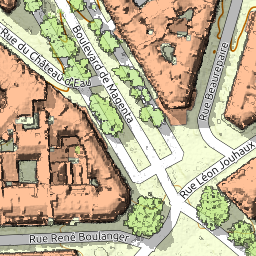 Rue du Château d'Eau
Boulevard de Magenta
Rue Beaurepaire
Rue Léon Jouhaux
Rue René Boulanger